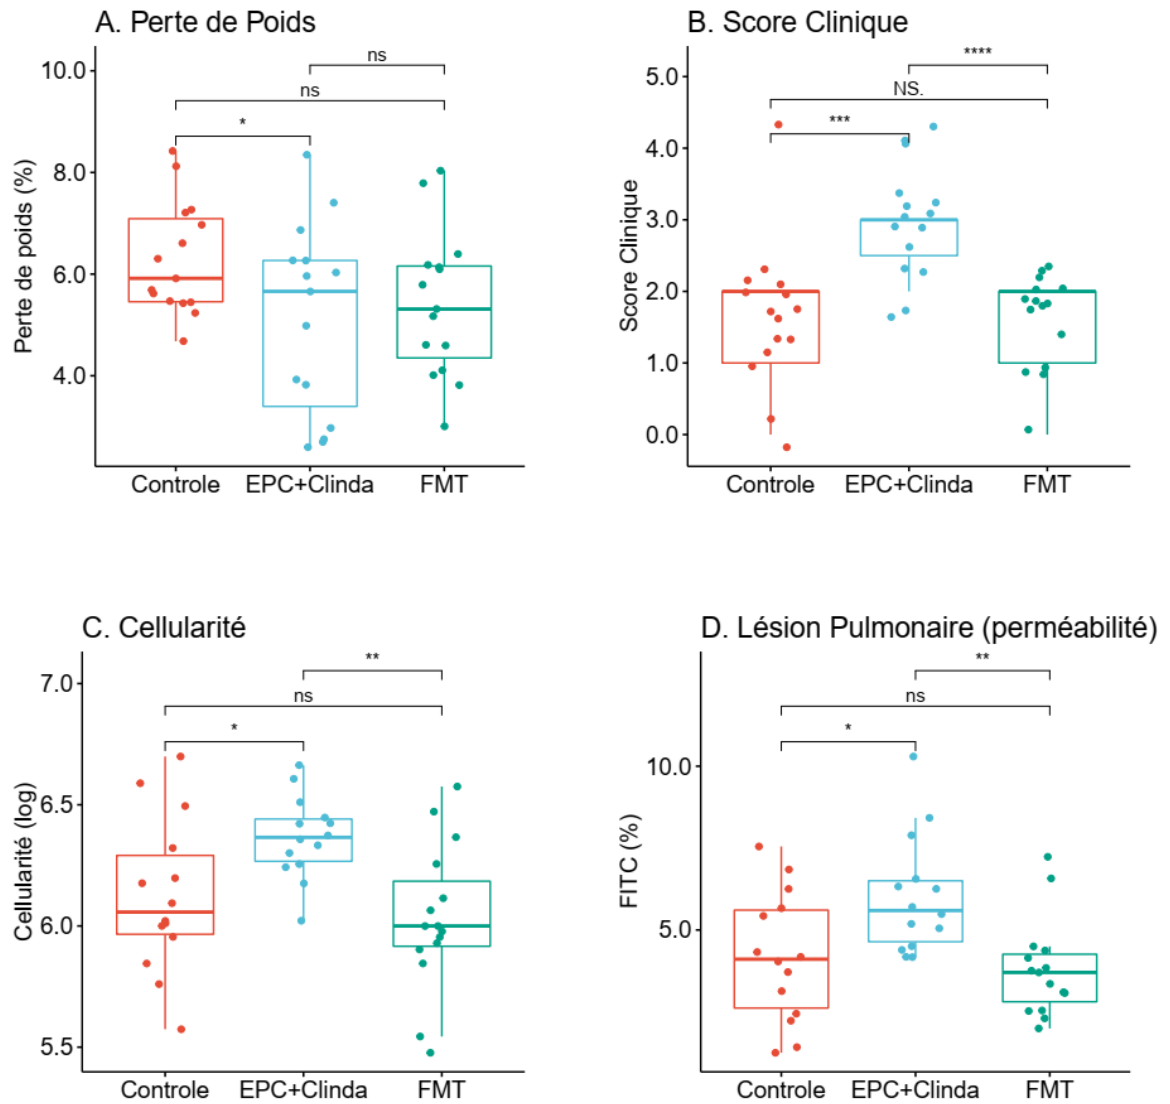 A. Perte de Poids
Perte de poids (%)
10.0
8.0
6.0
4.0
ns
ns
*
Controle EPC+Clinda FMT
B. Score Clinique
Score Clinique
5.0
4.0
3.0
2.0
1.0
0.0
****
NS.
***
Controle EPC+Clinda FMT
C. Cellularité
Cellularité (log)
7.0
6.5
6.0
5.5
**
ns
*
Controle EPC+Clinda FMT
D. Lésion Pulmonaire (perméabilité)
FITC (%)
10.0
5.0
**
ns
*
Controle EPC+Clinda FMT